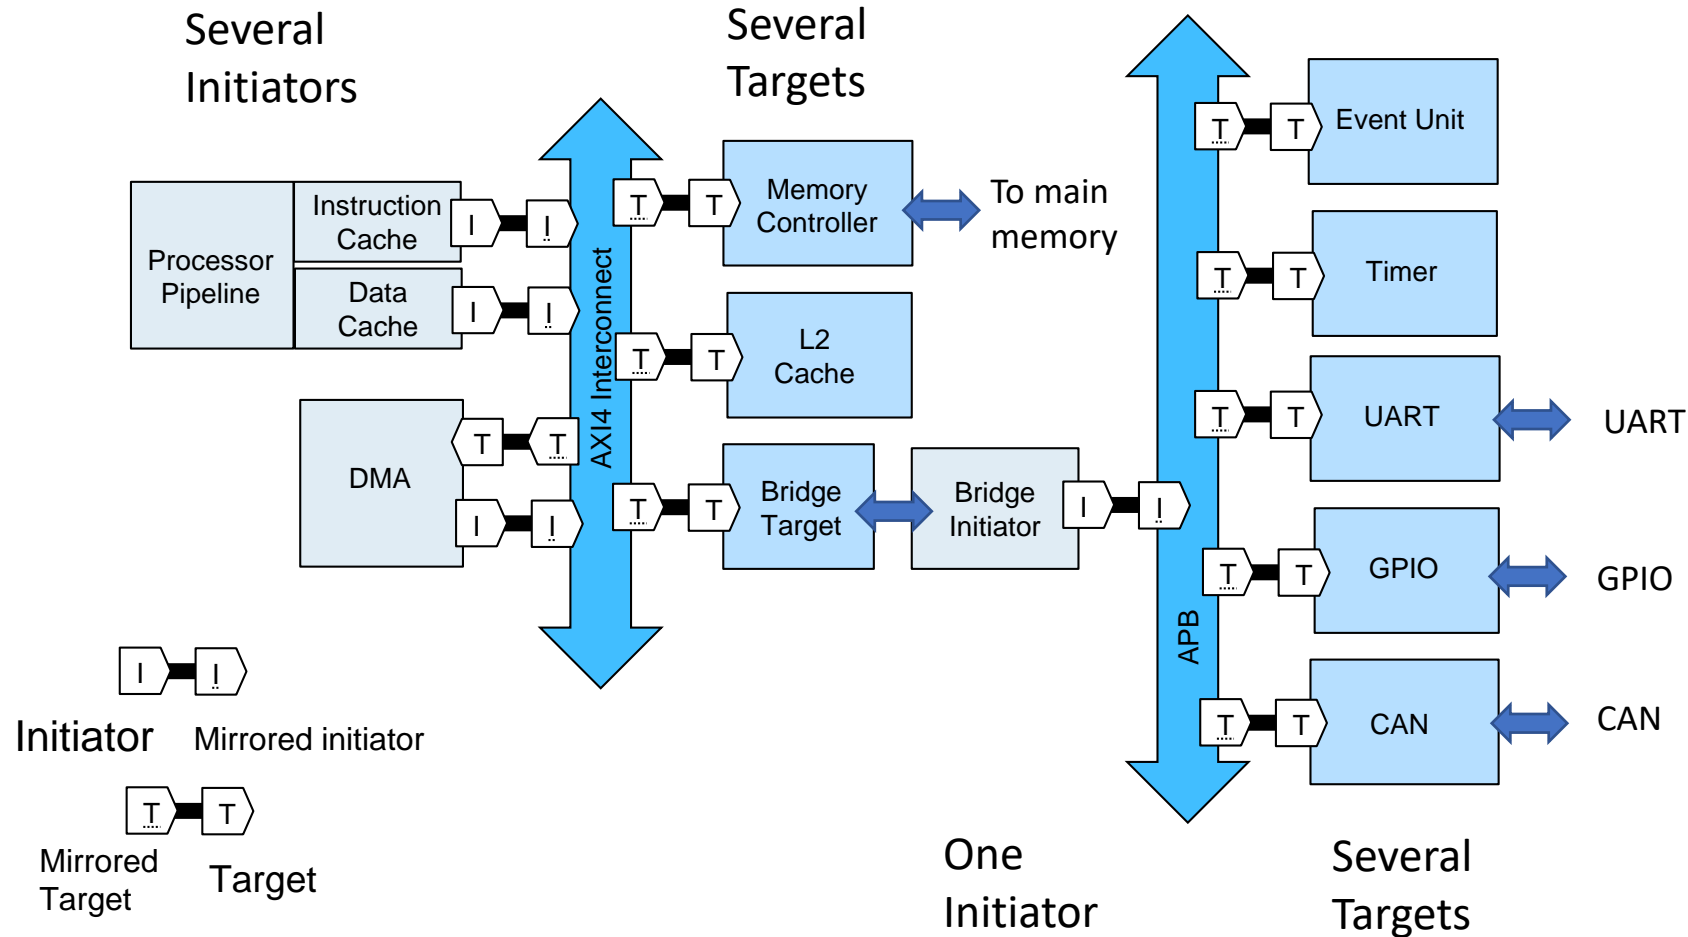 Several
Initiators
Several
Targets
Processor
Pipeline
Instruction
Cache
I
I
Data
Cache
I
I
DMA
T
T
I
I
AXI4 Interconnect
T
T
Memory
Controller
To main
memory
T
T
L2
Cache
T
T
Bridge
Target
Bridge
Initiator
I
I
APB
T
T
Event Unit
T
T
Timer
T
T
UART
UART
T
T
GPIO
GPIO
T
T
CAN
CAN
I
I
Initiator
Mirrored initiator
T
T
Mirrored
Target
Target
One
Initiator
Several
Targets